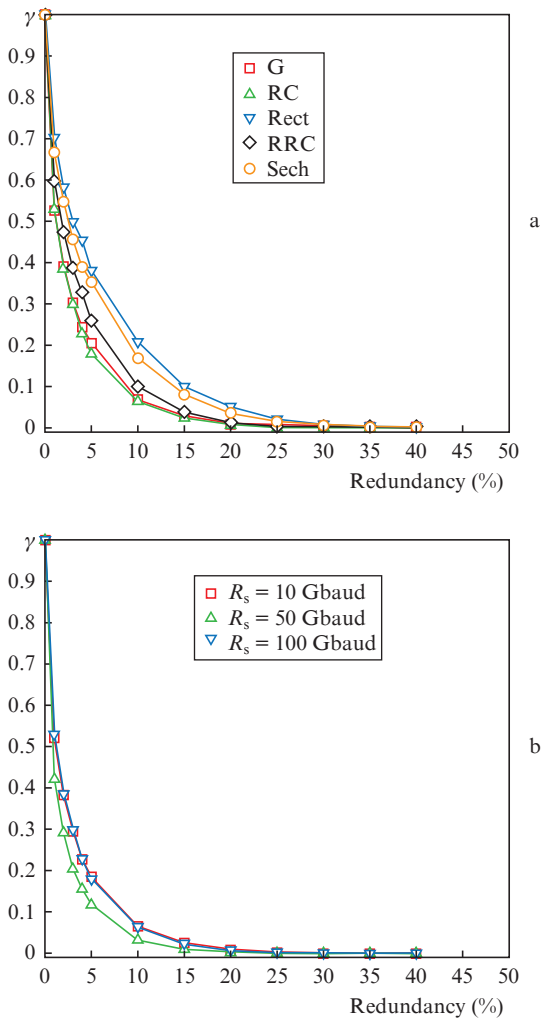 γ
0.9
0.8
0.7
0.6
0.5
0.4
0.3
0.2
0.1
0
G
RC
Rect
RRC
Sech
a
0 5 10 15 20 25 30 35 40 45 50
Redundancy (%)
γ
0.9
0.8
0.7
0.6
0.5
0.4
0.3
0.2
0.1
0
Rs = 10 Gbaud
Rs = 50 Gbaud
Rs = 100 Gbaud
b
0 5 10 15 20 25 30 35 40 45 50
Redundancy (%)